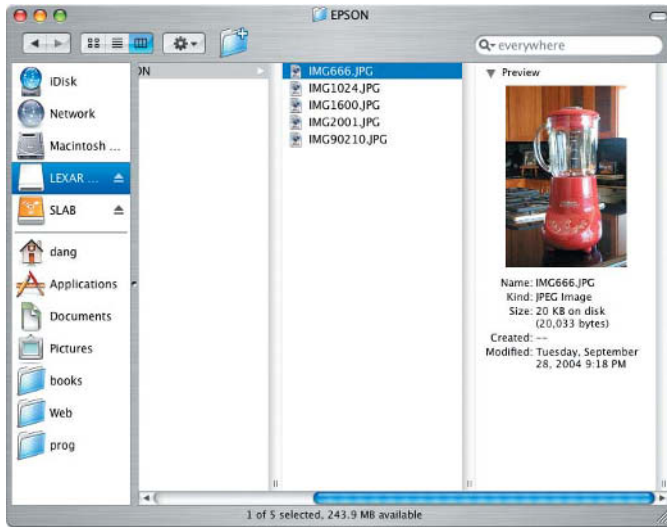 EPSON
everywhere
iDisk
Network
Macintosh ...
LEXAR ...
SLAB
dang
Applications
Documents
Pictures
books
Web
prog
ON
IMG666.JPG
IMG1024.JPG
IMG1600.JPG
IMG2001.JPG
IMG90210.JPG
Preview
Name: IMG666.JPG
Kind: JPEG Image
Size: 20 KB on disk
(20,033 bytes)
Created: --
Modified: Tuesday, September
28, 2004 9:18 PM
1 of 5 selected, 243.9 MB available